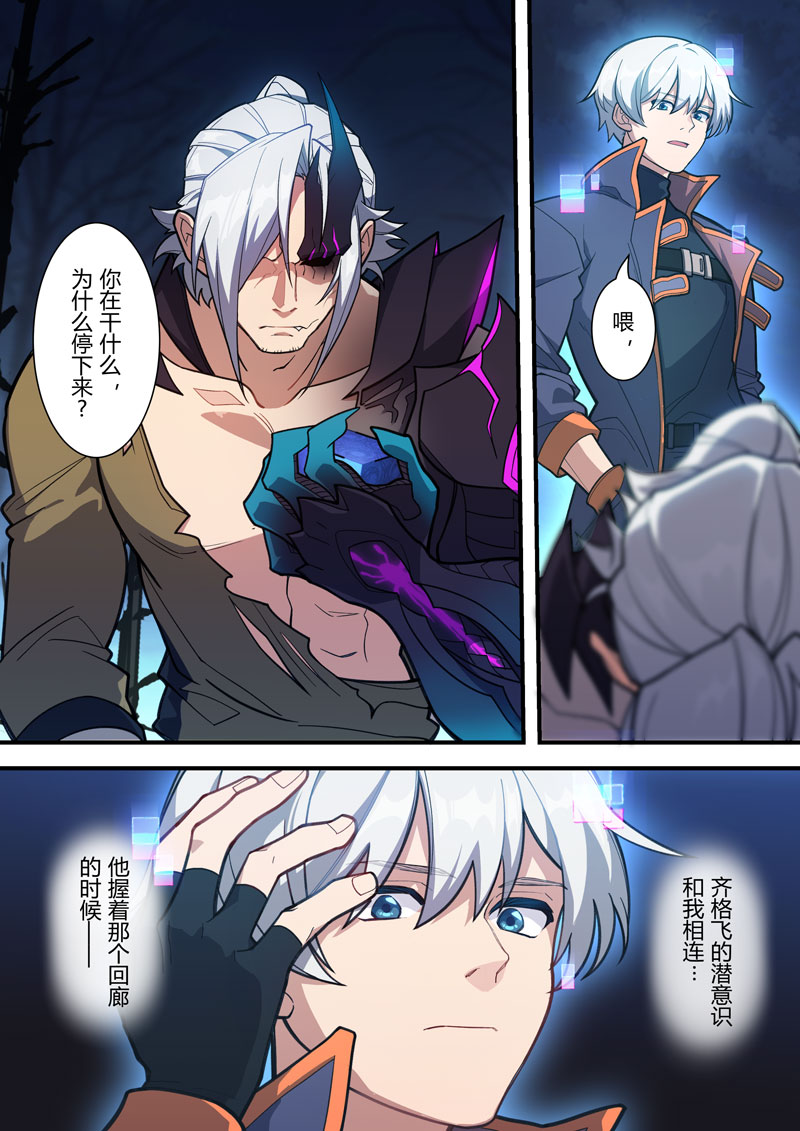 喂，
你在干什么，
为什么停下来？
齐格飞的潜意识
和我相连…
他握着那个回廊
的时候——